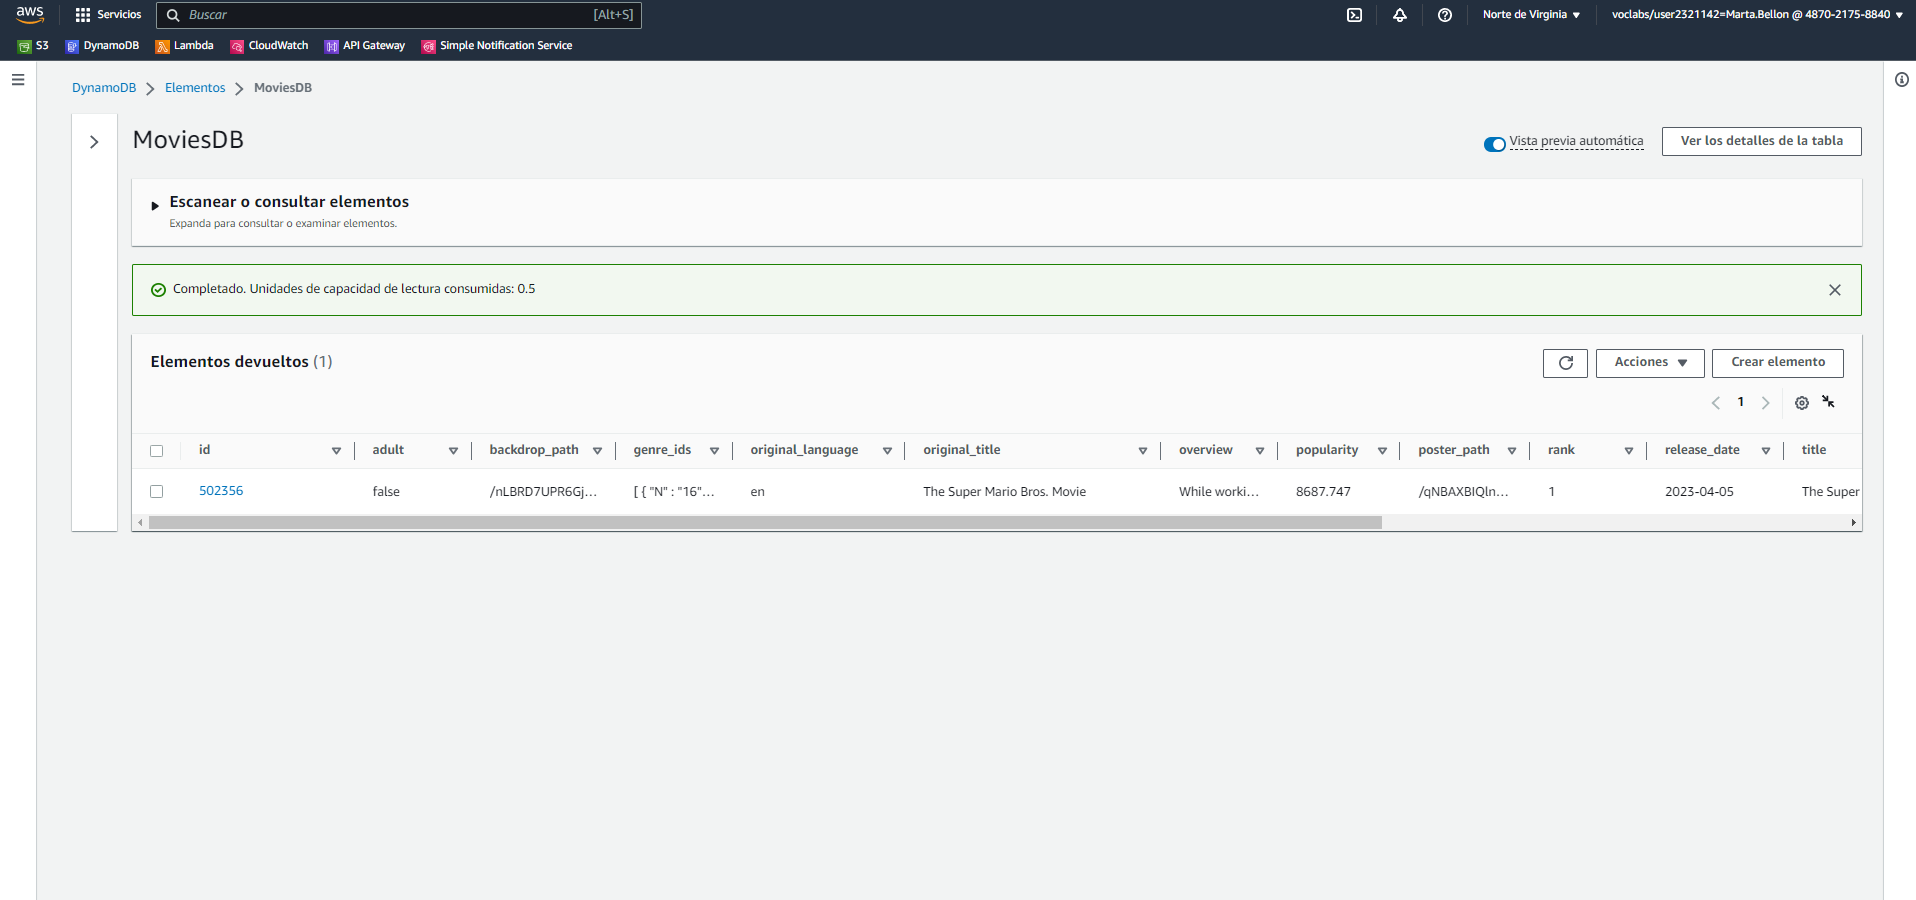 aws Servicios Buscar [Alt+S] Norte de Virginia voclabs/user2321142=Marta.Bellon @ 4870-2175-8840
S3 DynamoDB Lambda CloudWatch API Gateway Simple Notification Service
DynamoDB Elementos MoviesDB
MoviesDB
Vista previa automática Ver los detalles de la tabla
Escanear o consultar elementos
Expanda para consultar o examinar elementos.
Completado. Unidades de capacidad de lectura consumidas: 0.5
Elementos devueltos (1) Acciones Crear elemento
1
id adult backdrop_path genre_ids original_language original_title overview popularity poster_path rank release_date title
502356 false /nLBRD7UPR6Gj... [ { "N" : "16"... en The Super Mario Bros. Movie While worki... 8687.747 /qNBAXBIQln... 1 2023-04-05 The Super